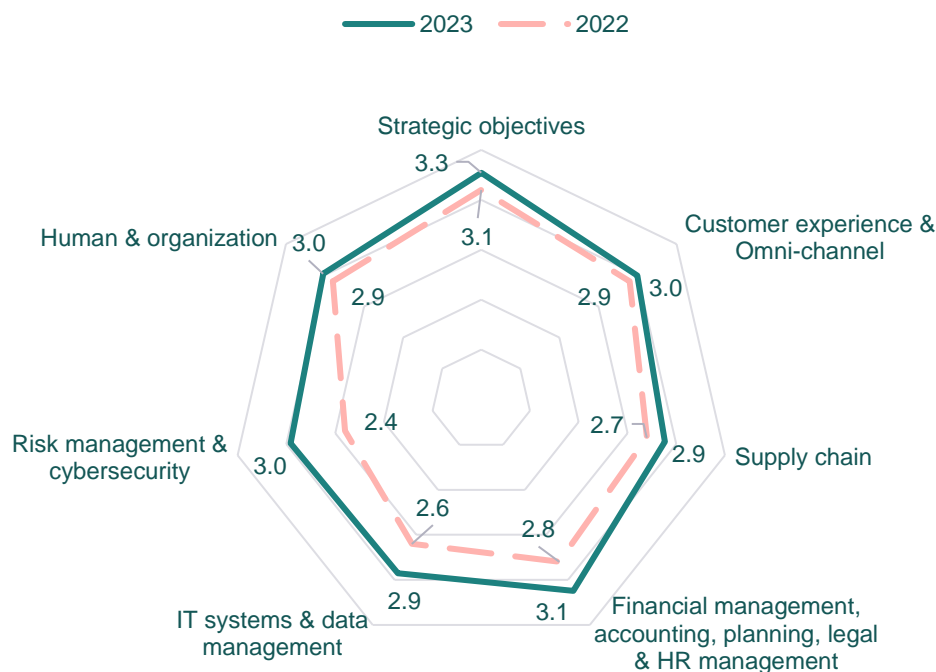 2023 2022
Strategic objectives
3.3
3.1
Customer experience &
Omni-channel
3.0
2.9
Supply chain
2.7
2.9
Financial management,
accounting, planning, legal
& HR management
2.8
3.1
IT systems & data
management
2.6
2.9
Risk management &
cybersecurity
2.4
3.0
Human & organization
3.0
2.9